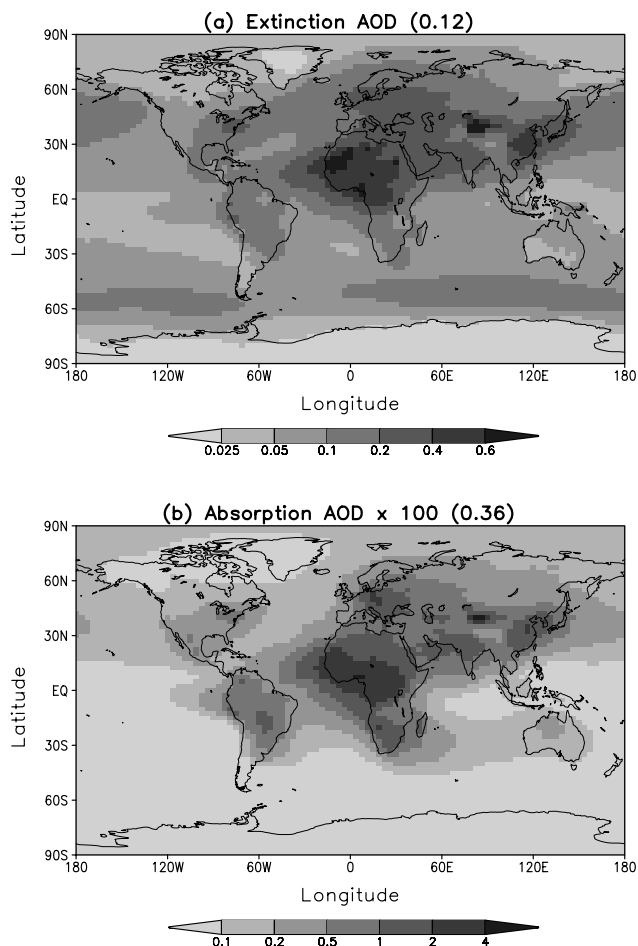 (a) Extinction AOD (0.12)
90N
60N
30N
EQ
30S
60S
90S
Latitude
180 120W 60W 0 60E 120E 180
Longitude
0.025 0.05 0.1 0.2 0.4 0.6
(b) Absorption AOD x 100 (0.36)
90N
60N
30N
EQ
30S
60S
90S
Latitude
180 120W 60W 0 60E 120E 180
Longitude
0.1 0.2 0.5 1 2 4